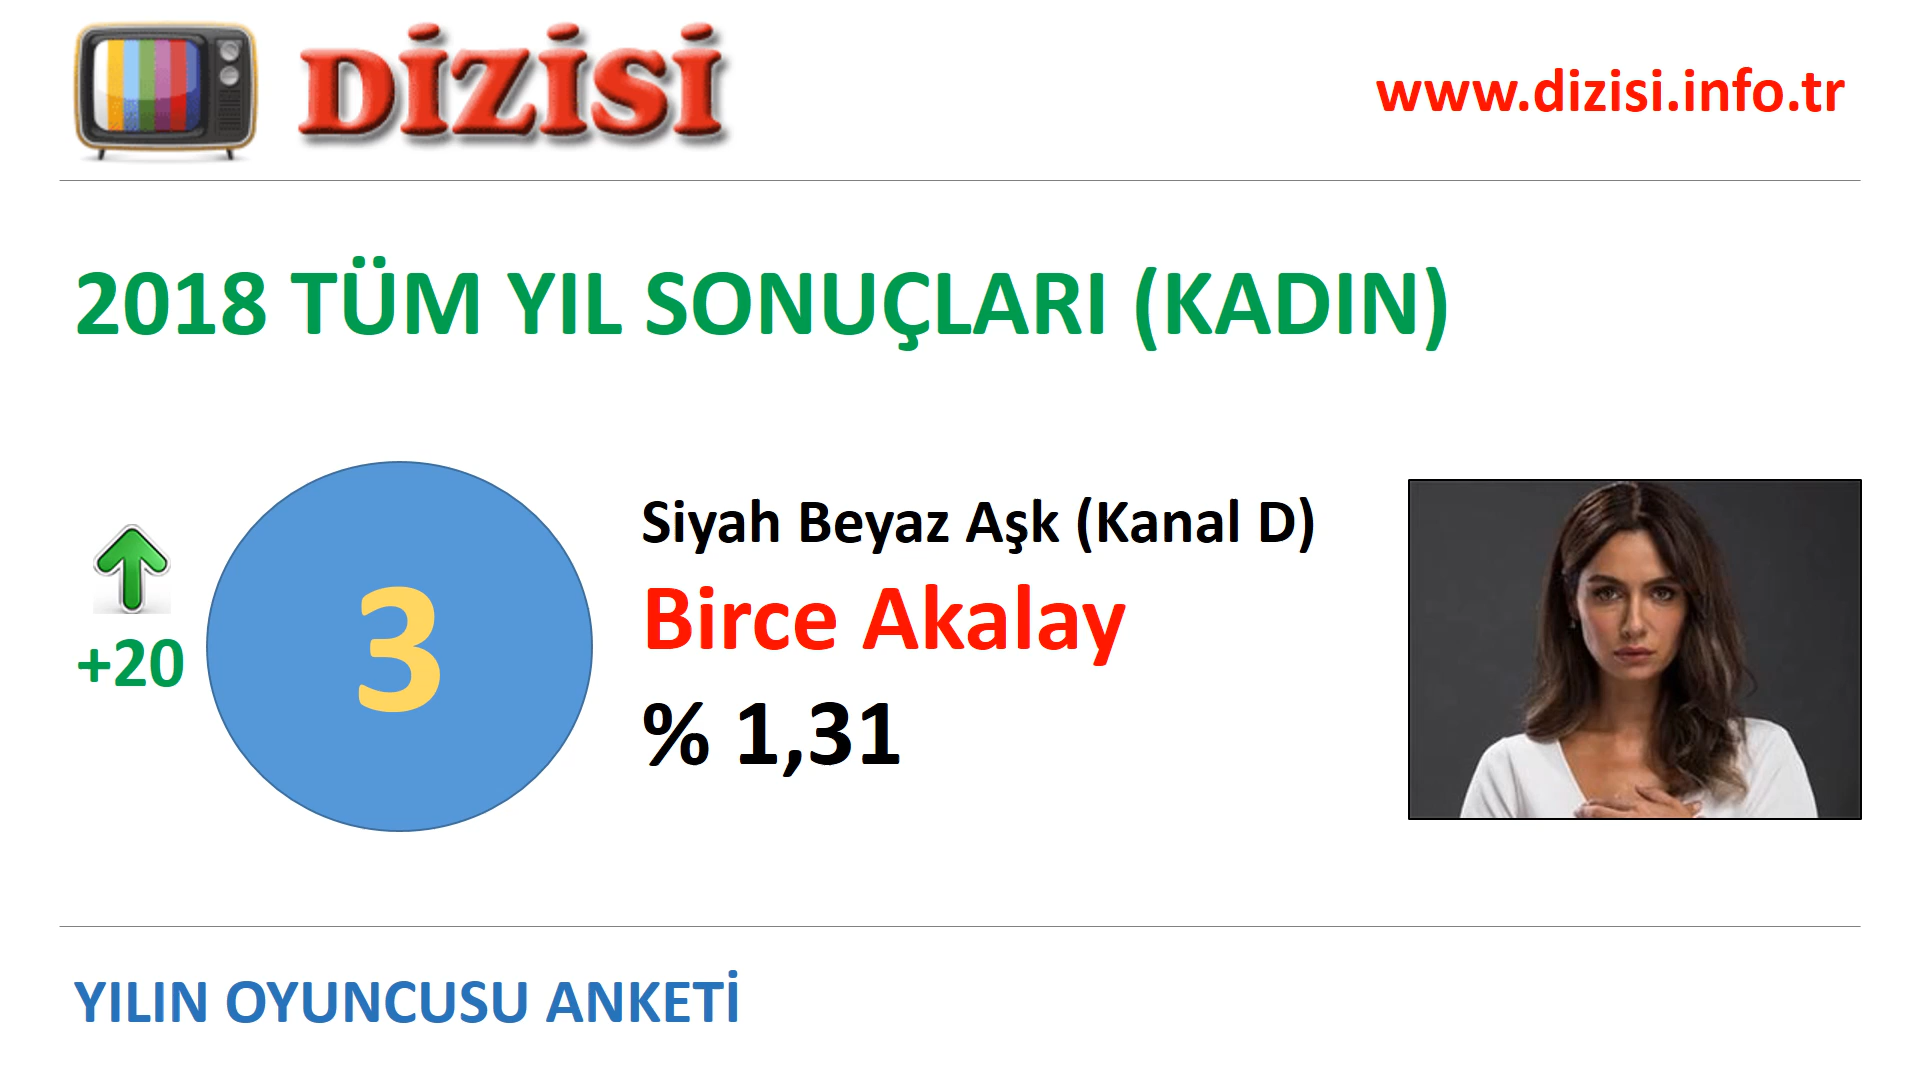 DİZİSİ
www.dizisi.info.tr
2018 TÜM YIL SONUÇLARI (KADIN)
+20
3
Siyah Beyaz Aşk (Kanal D)
Birce Akalay
% 1,31
YILIN OYUNCUSU ANKETİ